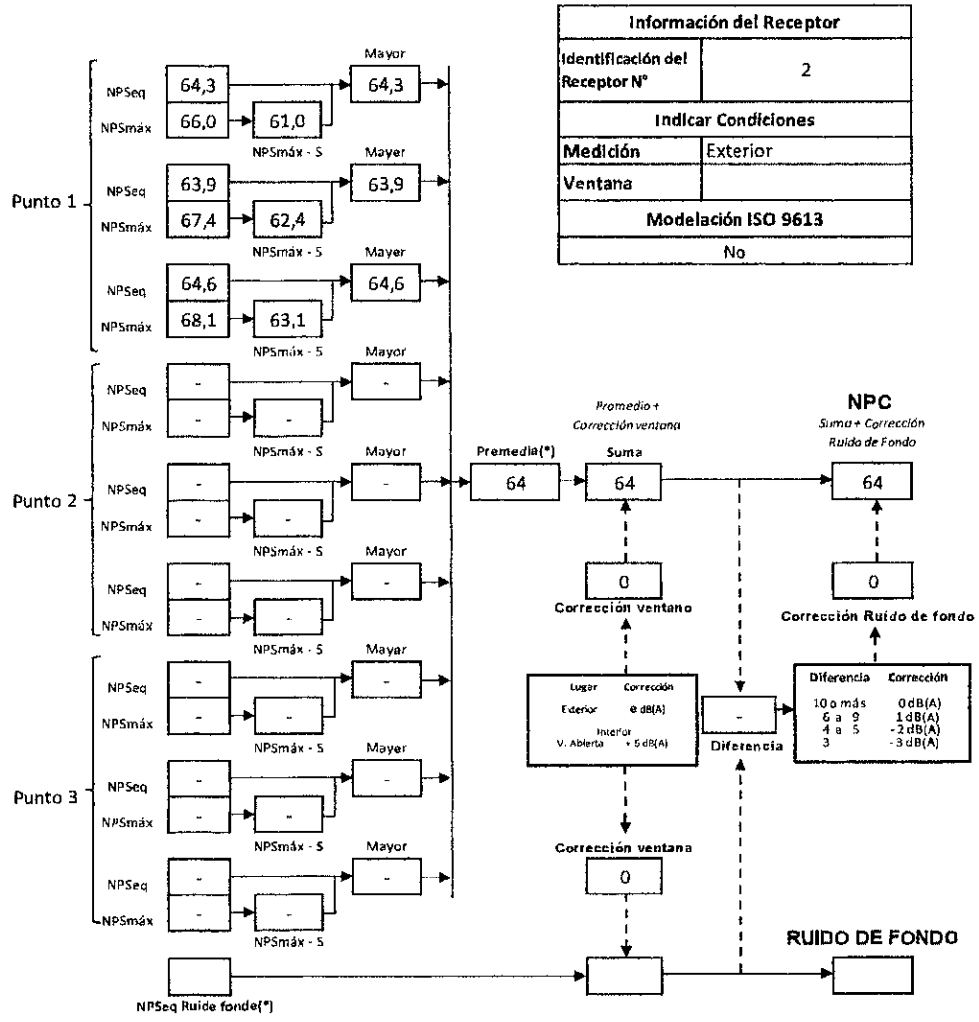 Información del Receptor
Identificación del Receptor N°
2
Indicar Condiciones
Medición Exterior
Ventana
Modelación ISO 9613
No
Punto 1
Mayor
NPSeq 64,3 64,3
NPSmáx 66,0 61,0
NPSmáx - 5
Mayer
NPSeq 63,9 63,9
NPSmáx 67,4 62,4
NPSmáx - 5
Mayor
NPSeq 64,6 64,6
NPSmáx 68,1 63,1
NPSmáx - 5
Punto 2
Mayor
NPSeq - -
NPSmáx - -
NPSmáx - 5
Mayor
NPSeq - -
NPSmáx - -
NPSmáx - 5
Mayor
NPSeq - -
NPSmáx - -
NPSmáx - 5
Punto 3
Mayor
NPSeq - -
NPSmáx - -
NPSmáx - 5
Mayor
NPSeq - -
NPSmáx - -
NPSmáx - 5
Mayor
NPSeq - -
NPSmáx - -
NPSmáx - 5
Premedia(*)
64
Promedio +
Corrección ventana
Suma
64
NPC
Suma + Corrección
Ruido de Fondo
64
0
Corrección ventano
0
Corrección Ruido de fondo
Lugar Corrección
Exterior 0 dB(A)
Interior
V. Abierta + 5 dB(A)
-
Diferencia
Diferencia Corrección
10 o más 0 dB(A)
6 a 9 1 dB(A)
4 a 5 -2 dB(A)
3 -3 dB(A)
Corrección ventana
0
RUIDO DE FONDO
NPSeq Ruide fonde(*)